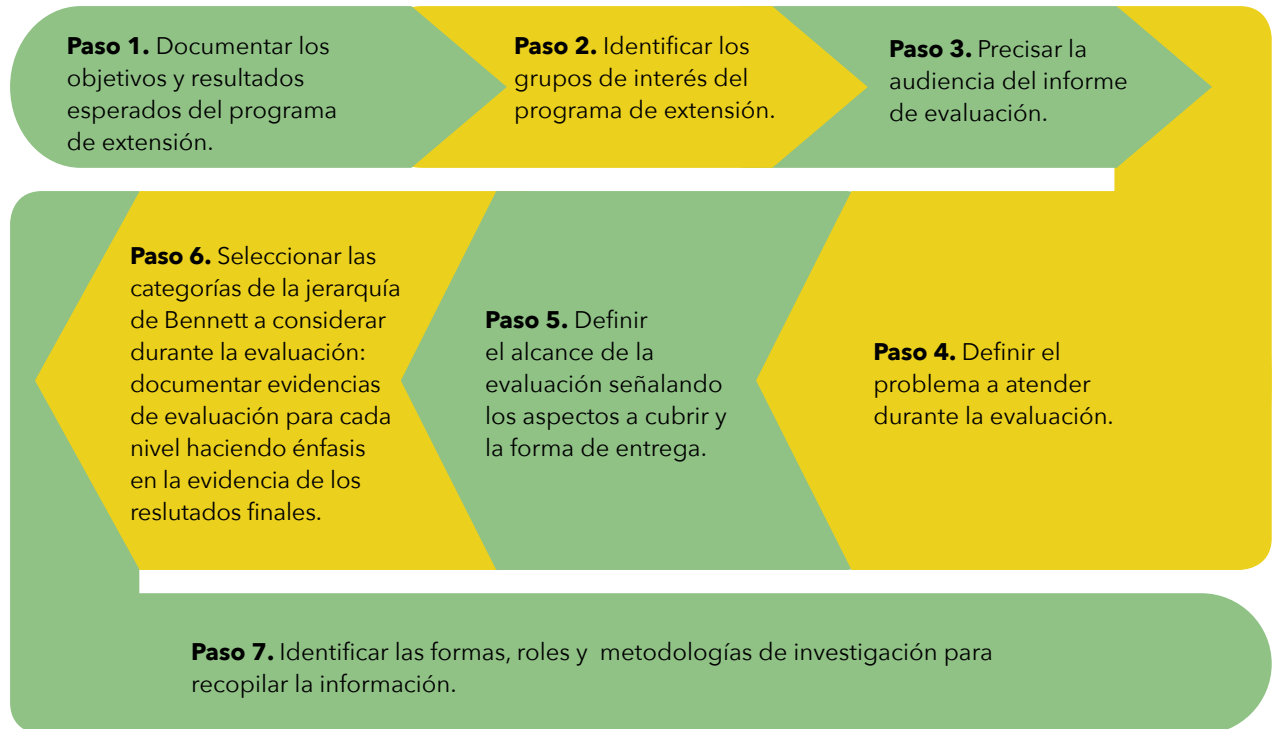 Paso 1. Documentar los
objetivos y resultados
esperados del programa
de extensión.
Paso 2. Identificar los
grupos de interés del
programa de extensión.
Paso 3. Precisar la
audiencia del informe
de evaluación.
Paso 4. Definir el
problema a atender
durante la evaluación.
Paso 5. Definir
el alcance de la
evaluación señalando
los aspectos a cubrir y
la forma de entrega.
Paso 6. Seleccionar las
categorías de la jerarquía
de Bennett a considerar
durante la evaluación:
documentar evidencias
de evaluación para cada
nivel haciendo énfasis
en la evidencia de los
reslutados finales.
Paso 7. Identificar las formas, roles y metodologías de investigación para
recopilar la información.